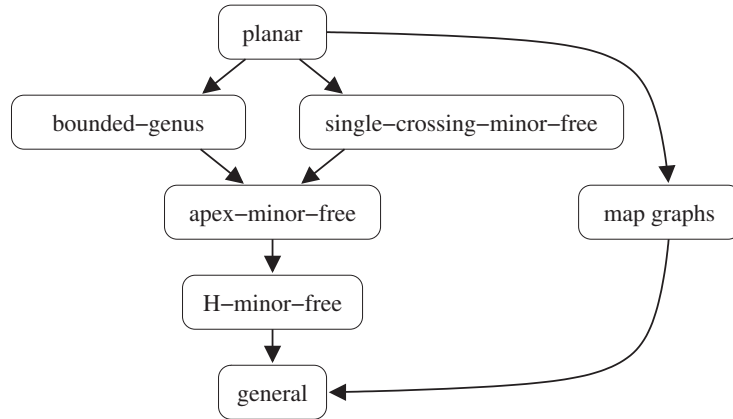 planar
bounded−genus
single−crossing−minor−free
apex−minor−free
map graphs
H−minor−free
general